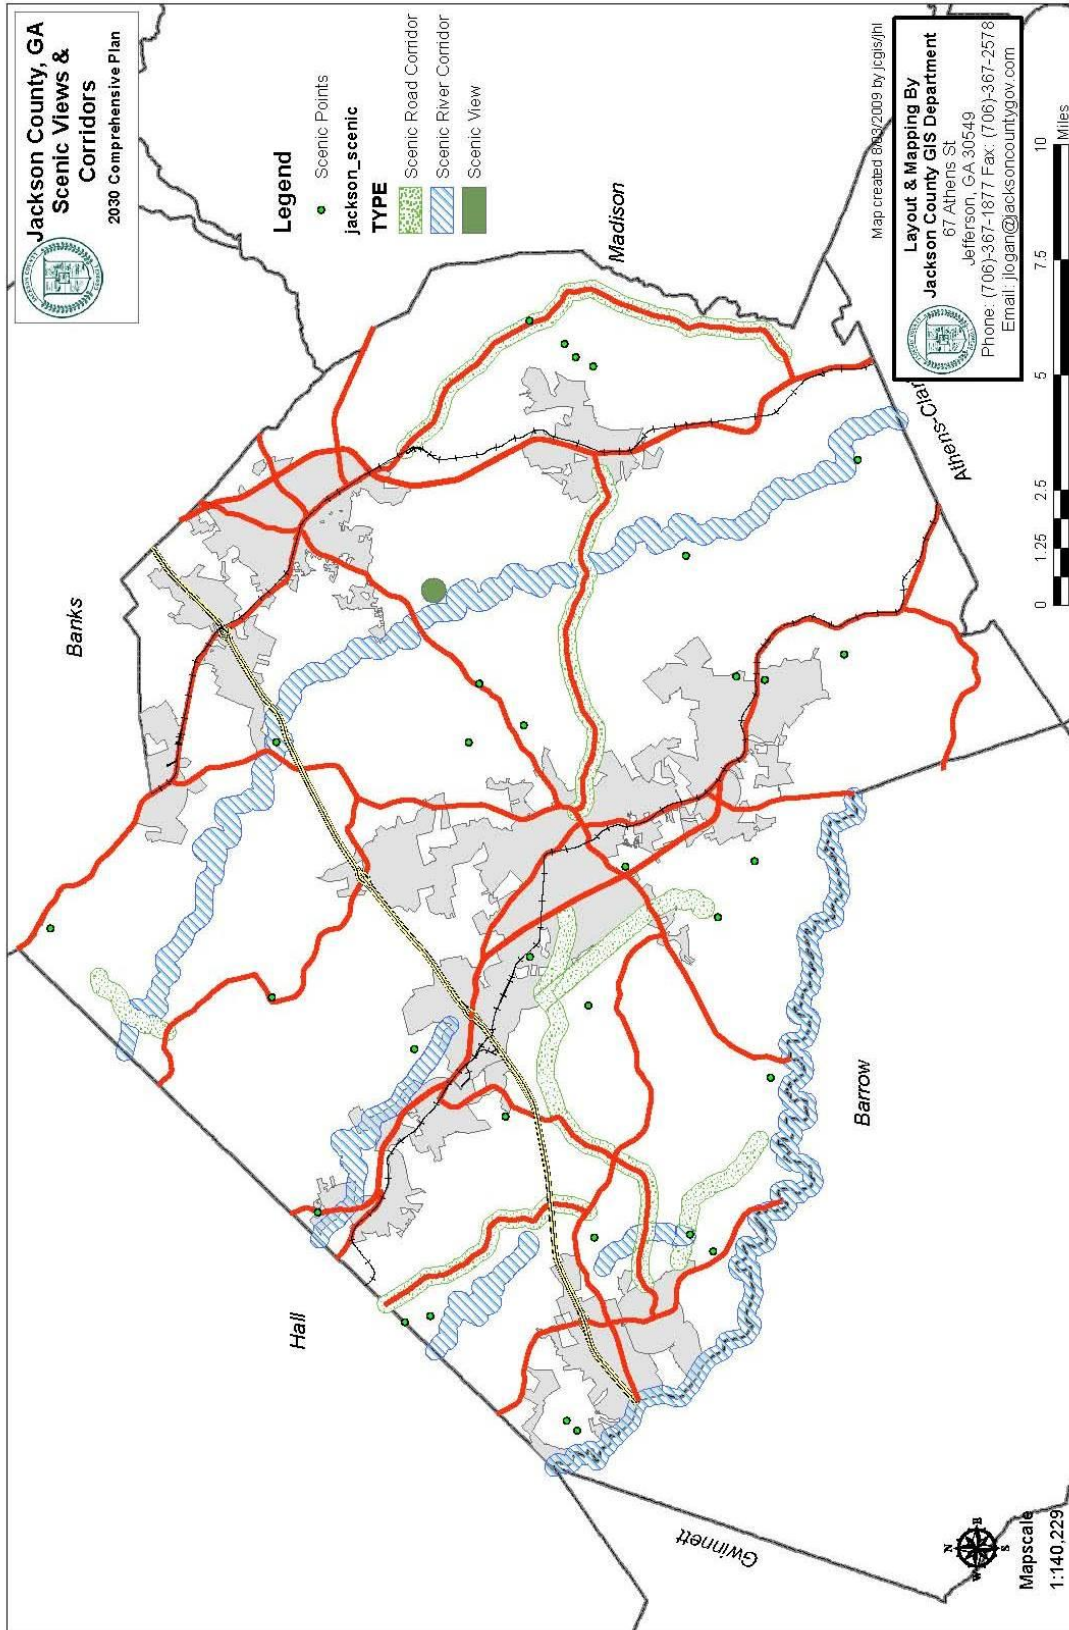 Jackson County, GA
Scenic Views &
Corridors
2030 Comprehensive Plan
Legend
Scenic Points
jackson_scenic
TYPE
Scenic Road Corridor
Scenic River Corridor
Scenic View
Banks
Hall
Madison
Barrow
Gwinnett
Athens-Clar
Map created 8/03/2009 by jcgis/jhl
Layout & Mapping By
Jackson County GIS Department
67 Athens St
Jefferson, GA 30549
Phone: (706)-367-1877 Fax: (706)-367-2578
Email: jlogan@jacksoncountygov.com
N
W E
S
Mapscale
1:140,229
0 1.25 2.5 5 7.5 10
Miles